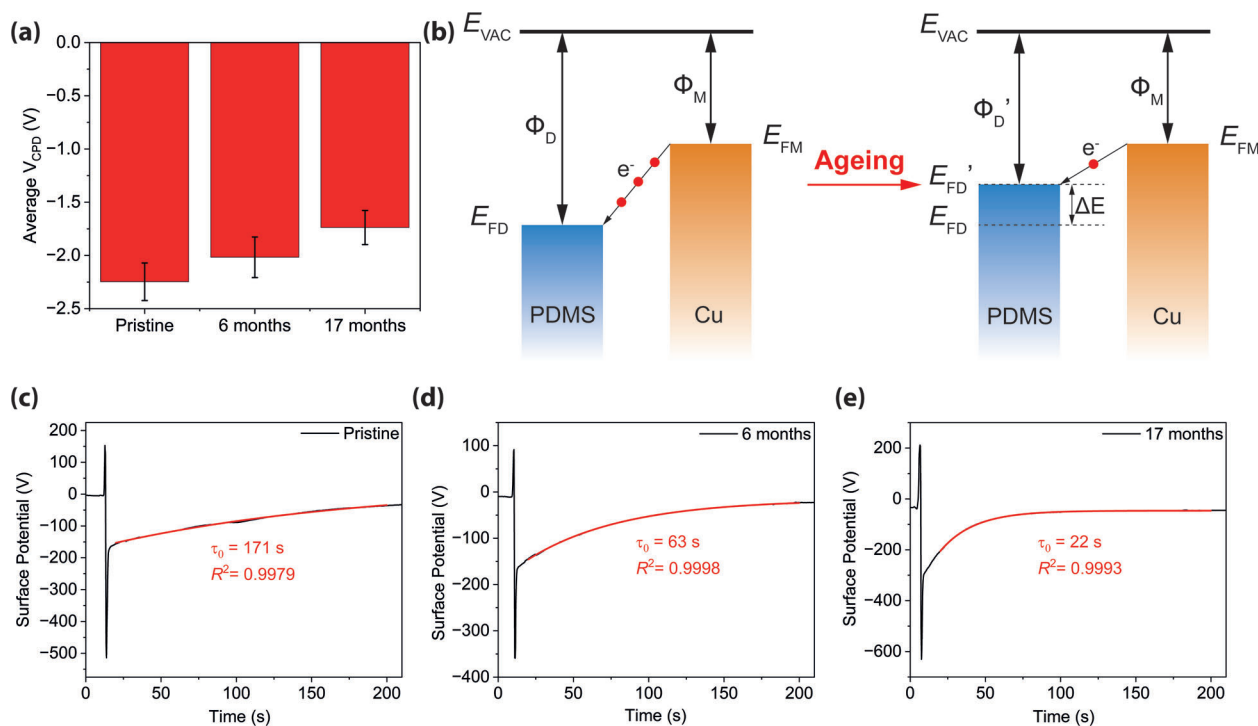 (a)
0.0
−0.5
−1.0
−1.5
−2.0
−2.5
Average V_CPD (V)
Pristine
6 months
17 months
(b)
E_VAC
Φ_D
Φ_M
e⁻
E_FM
E_FD
PDMS
Cu
Ageing
E_VAC
Φ_D’
Φ_M
e⁻
E_FM
E_FD’
ΔE
E_FD
PDMS
Cu
(c)
200
100
0
−100
−200
−300
−400
−500
Surface Potential (V)
Pristine
τ₀ = 171 s
R²= 0.9979
0
50
100
150
200
Time (s)
(d)
100
0
−100
−200
−300
−400
Surface Potential (V)
6 months
τ₀ = 63 s
R²= 0.9998
0
50
100
150
200
Time (s)
(e)
200
0
−200
−400
−600
Surface Potential (V)
17 months
τ₀ = 22 s
R²= 0.9993
0
50
100
150
200
Time (s)